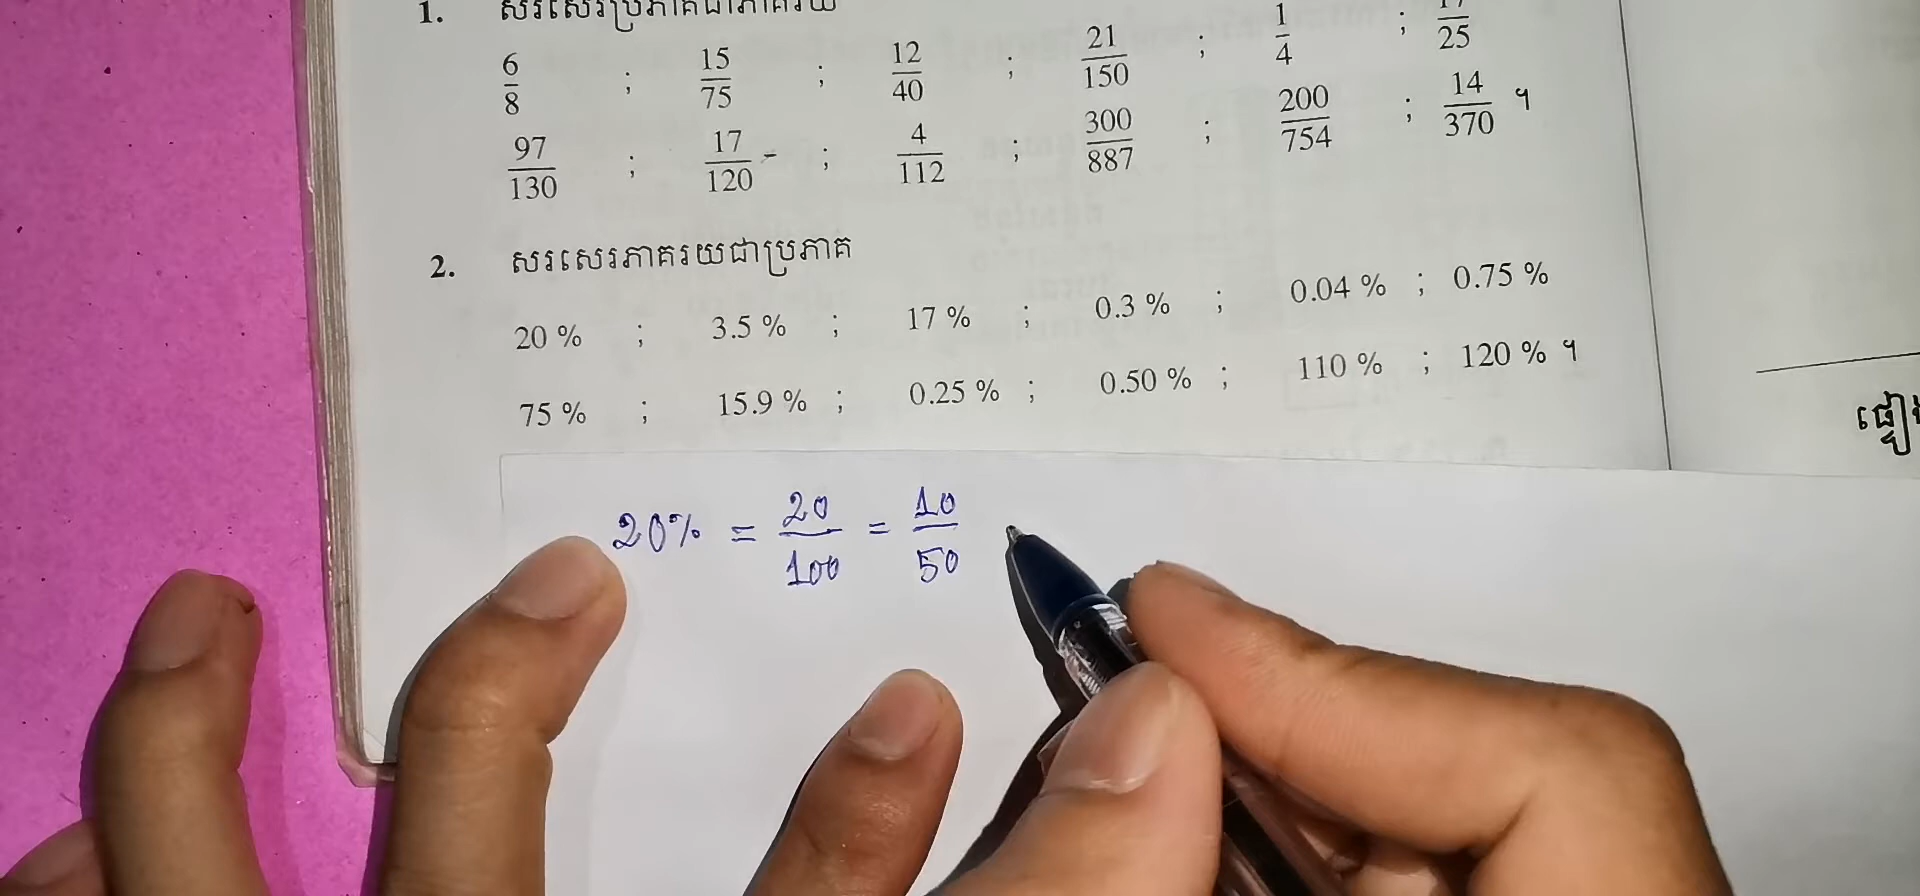 1. សរសេរប្រភាគជាភាគរយ
6/8 ; 15/75 ; 12/40 ; 21/150 ; 1/4 ; 17/25
97/130 ; 17/120 - ; 4/112 ; 300/887 ; 200/754 ; 14/370 ។
2. សរសេរភាគរយជាប្រភាគ
20 % ; 3.5 % ; 17 % ; 0.3 % ; 0.04 % ; 0.75 %
75 % ; 15.9 % ; 0.25 % ; 0.50 % ; 110 % ; 120 % ។
20% = 20/100 = 10/50